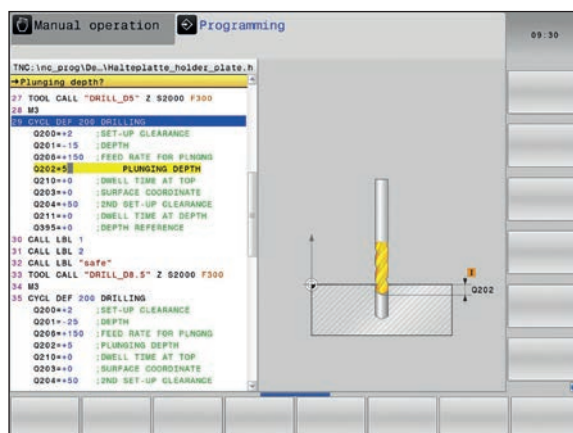 Manual operation
Programming
09:30
TNC:\nc_prog\De…\Halteplatte_holder_plate.h
→Plunging depth?
27 TOOL CALL "DRILL_D5" Z S2000 F300
28 M3
29 CYCL DEF 200 DRILLING
Q200=+2 ;SET-UP CLEARANCE
Q201=-15 ;DEPTH
Q206=+150 ;FEED RATE FOR PLNGNG
Q202=5 PLUNGING DEPTH
Q210=+0 ;DWELL TIME AT TOP
Q203=+0 ;SURFACE COORDINATE
Q204=+50 ;2ND SET-UP CLEARANCE
Q211=+0 ;DWELL TIME AT DEPTH
Q395=+0 ;DEPTH REFERENCE
30 CALL LBL 1
31 CALL LBL 2
32 CALL LBL "safe"
33 TOOL CALL "DRILL_D8.5" Z S2000 F300
34 M3
35 CYCL DEF 200 DRILLING
Q200=+2 ;SET-UP CLEARANCE
Q201=-25 ;DEPTH
Q206=+150 ;FEED RATE FOR PLNGNG
Q202=+5 ;PLUNGING DEPTH
Q210=+0 ;DWELL TIME AT TOP
Q203=+0 ;SURFACE COORDINATE
Q204=+50 ;2ND SET-UP CLEARANCE
I
Q202